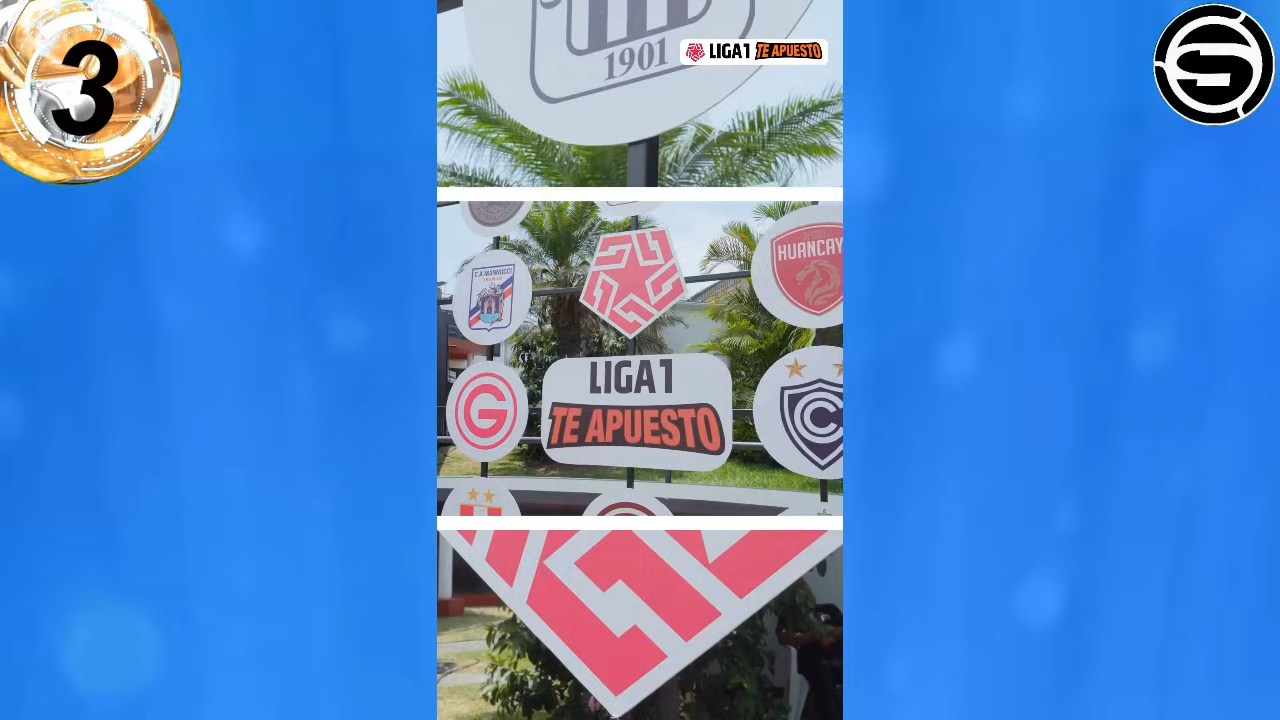 3
1901
LIGA1 TE APUESTO
C.A. MANNUCCI
HUANCAY
LIGA1
TE APUESTO
G
C